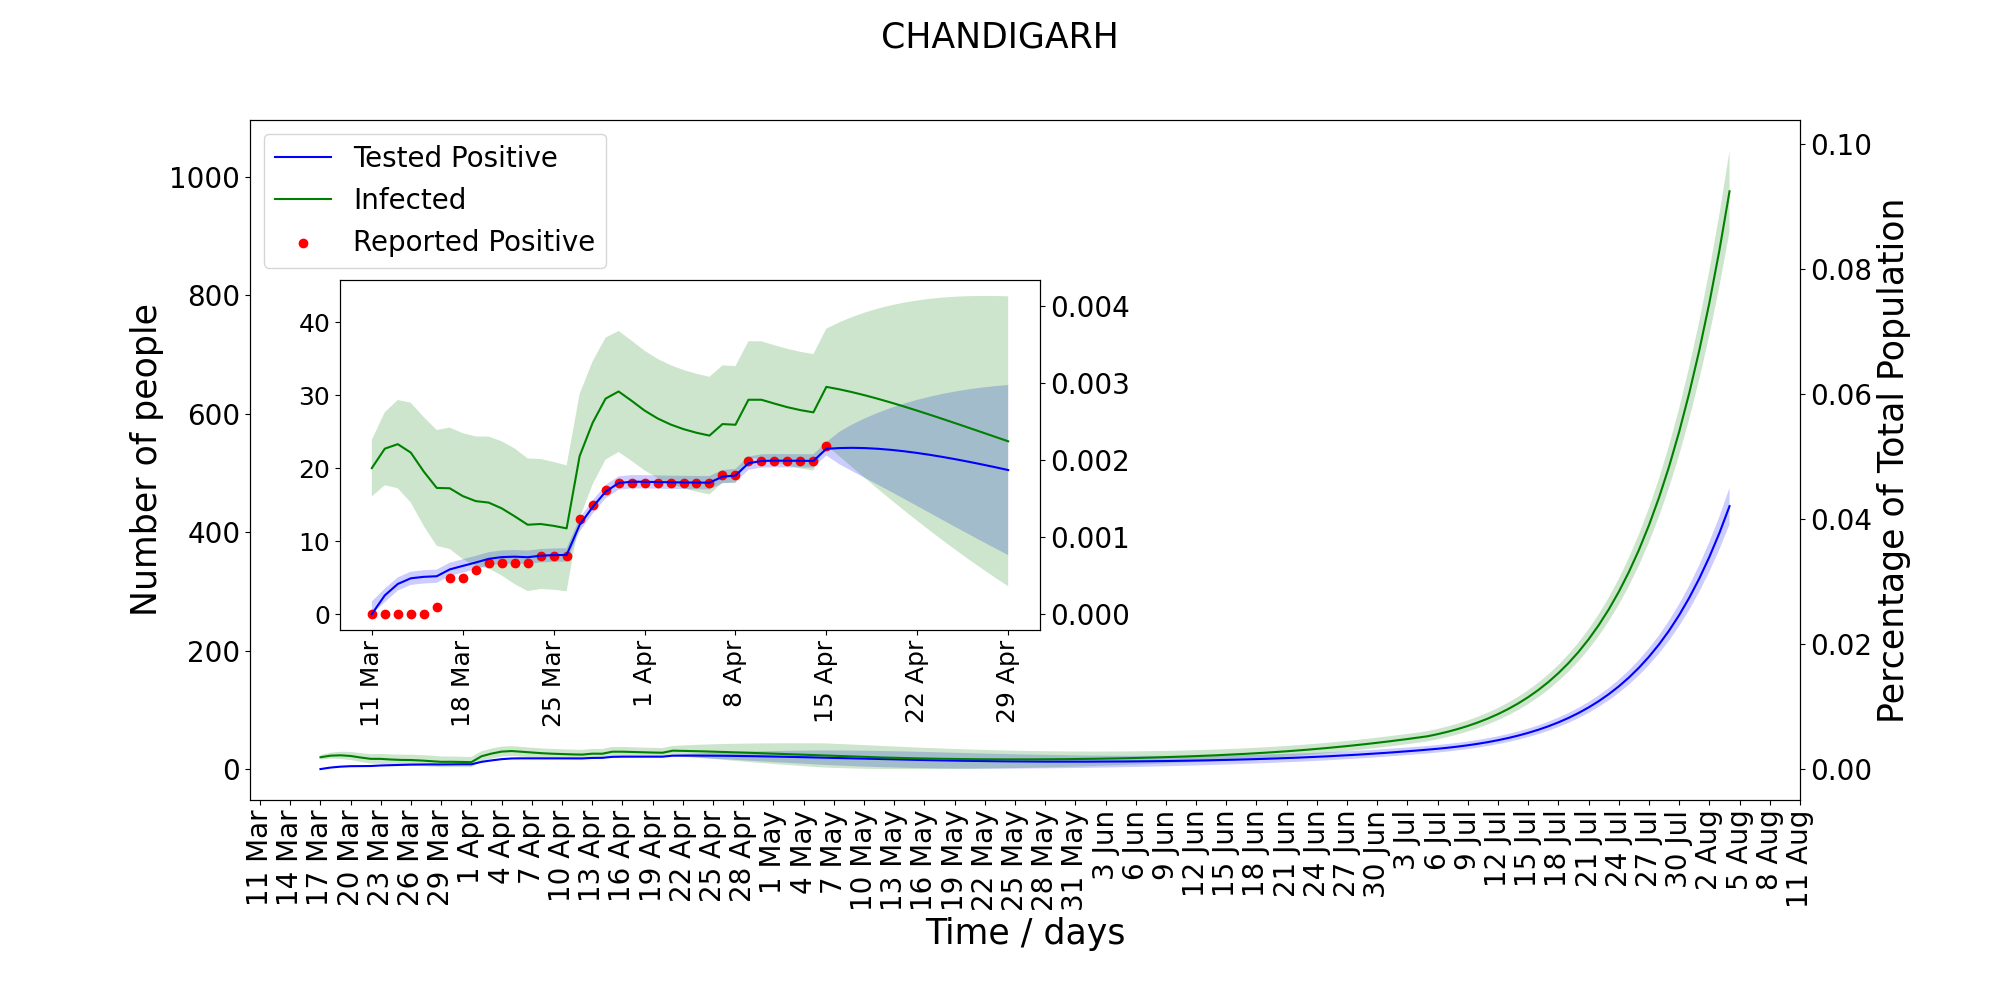 CHANDIGARH
Tested Positive
Infected
Reported Positive
Number of people
1000
800
600
400
200
0
0.10
0.08
0.06
0.04
0.02
0.00
Percentage of Total Population
40
30
20
10
0
0.004
0.003
0.002
0.001
0.000
11 Mar
18 Mar
25 Mar
1 Apr
8 Apr
15 Apr
22 Apr
29 Apr
11 Mar
14 Mar
17 Mar
20 Mar
23 Mar
26 Mar
29 Mar
1 Apr
4 Apr
7 Apr
10 Apr
13 Apr
16 Apr
19 Apr
22 Apr
25 Apr
28 Apr
1 May
4 May
7 May
10 May
13 May
16 May
19 May
22 May
25 May
28 May
31 May
3 Jun
6 Jun
9 Jun
12 Jun
15 Jun
18 Jun
21 Jun
24 Jun
27 Jun
30 Jun
3 Jul
6 Jul
9 Jul
12 Jul
15 Jul
18 Jul
21 Jul
24 Jul
27 Jul
30 Jul
2 Aug
5 Aug
8 Aug
11 Aug
Time / days